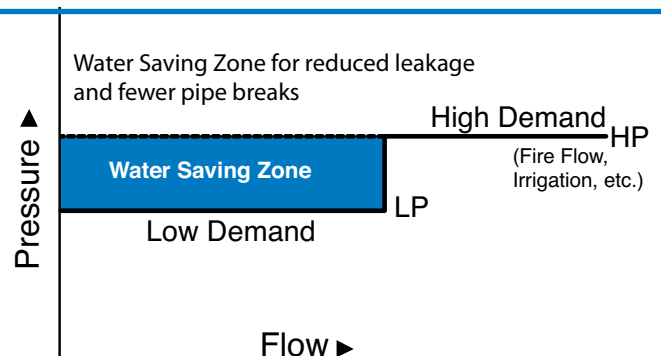 Water Saving Zone for reduced leakage
and fewer pipe breaks
High Demand
HP
(Fire Flow,
Irrigation, etc.)
Water Saving Zone
LP
Low Demand
Pressure ▲
Flow ►